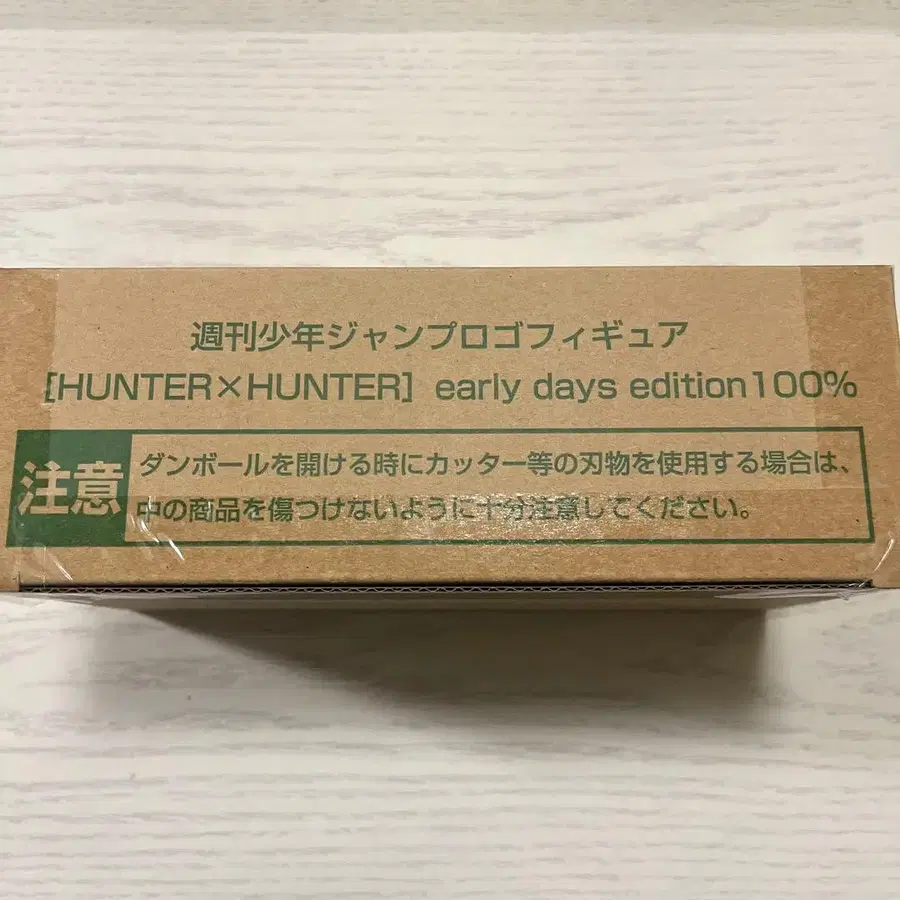 週刊少年ジャンプロゴフィギュア
[HUNTER×HUNTER] early days edition100%
注意
ダンボールを開ける時にカッター等の刃物を使用する場合は、
中の商品を傷つけないように十分注意してください。